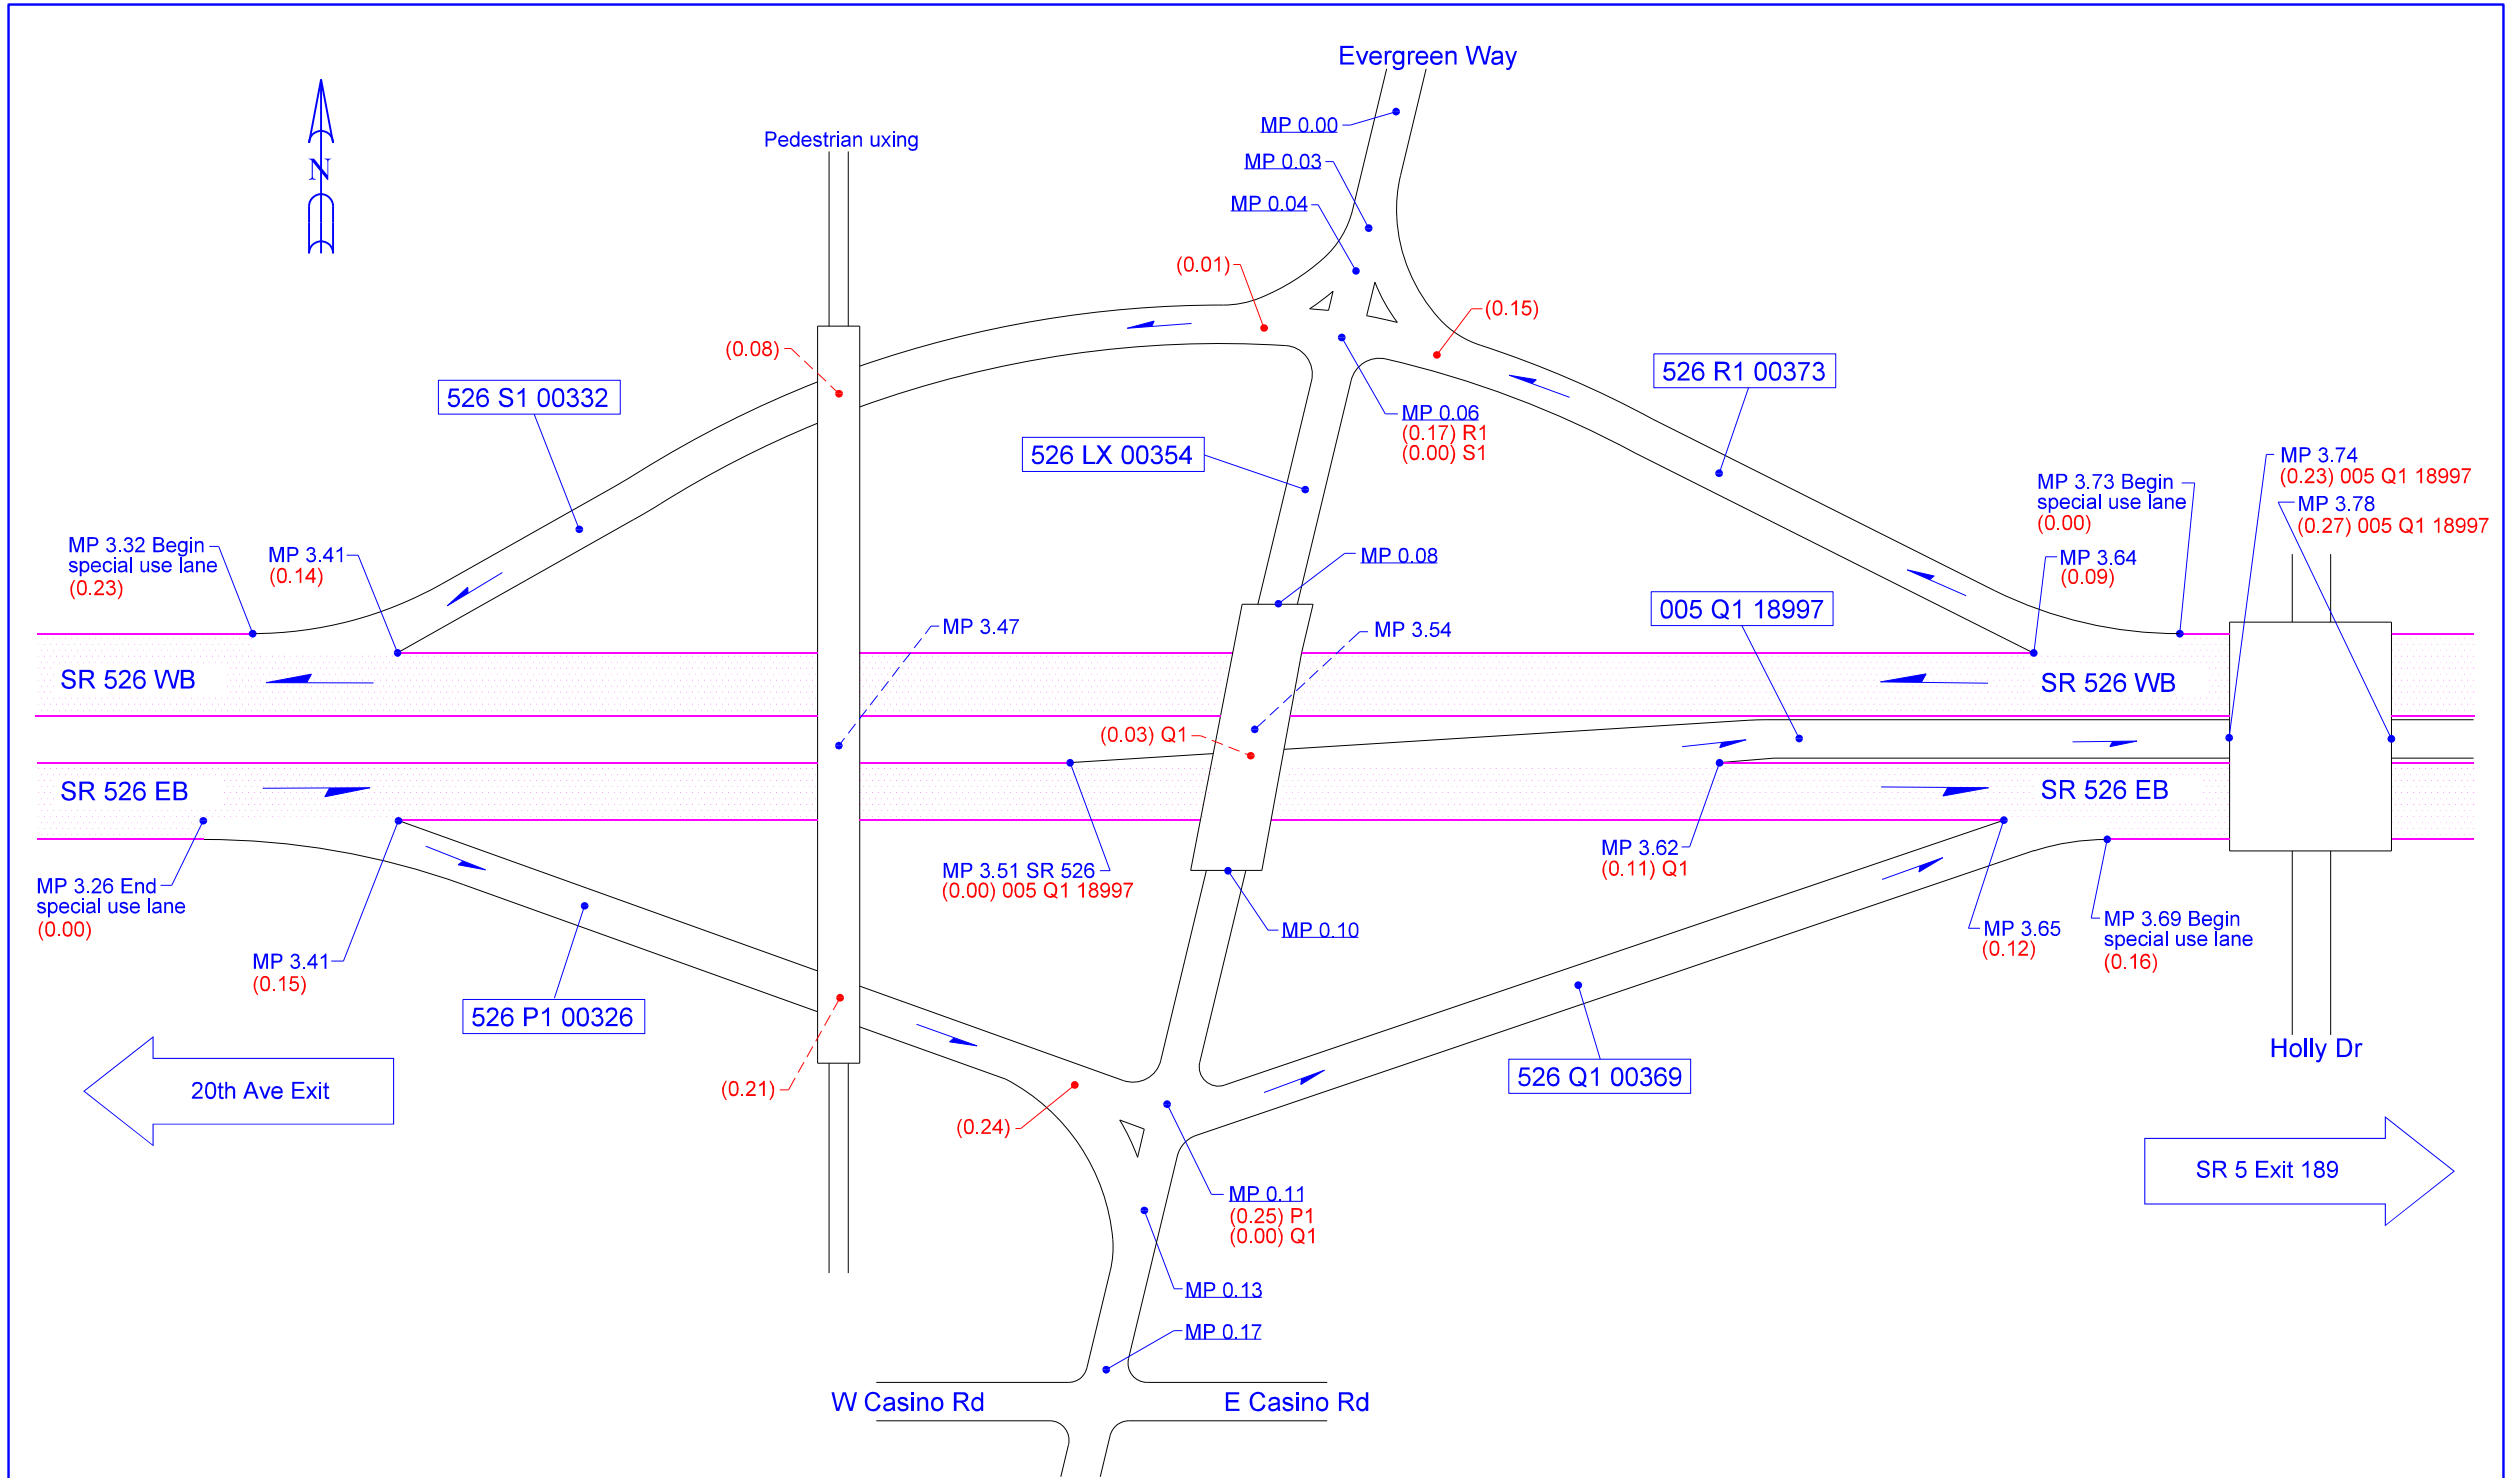 Evergreen Way
MP 0.00
Pedestrian uxing
MP 0.03
N
MP 0.04
(0.01)
(0.15)
(0.08)
526 R1 00373
526 S1 00332
MP 0.06
(0.17) R1
(0.00) S1
526 LX 00354
MP 3.74
(0.23) 005 Q1 18997
MP 3.73 Begin
special use lane
(0.00)
MP 3.78
(0.27) 005 Q1 18997
MP 3.32 Begin
special use lane
(0.23)
MP 3.41
(0.14)
MP 0.08
MP 3.64
(0.09)
005 Q1 18997
MP 3.47
MP 3.54
SR 526 WB
SR 526 WB
(0.03) Q1
SR 526 EB
SR 526 EB
MP 3.26 End
special use lane
(0.00)
MP 3.51 SR 526
(0.00) 005 Q1 18997
MP 3.62
(0.11) Q1
MP 0.10
MP 3.65
(0.12)
MP 3.69 Begin
special use lane
(0.16)
MP 3.41
(0.15)
526 P1 00326
Holly Dr
526 Q1 00369
20th Ave Exit
(0.21)
(0.24)
SR 5 Exit 189
MP 0.11
(0.25) P1
(0.00) Q1
MP 0.13
MP 0.17
W Casino Rd
E Casino Rd